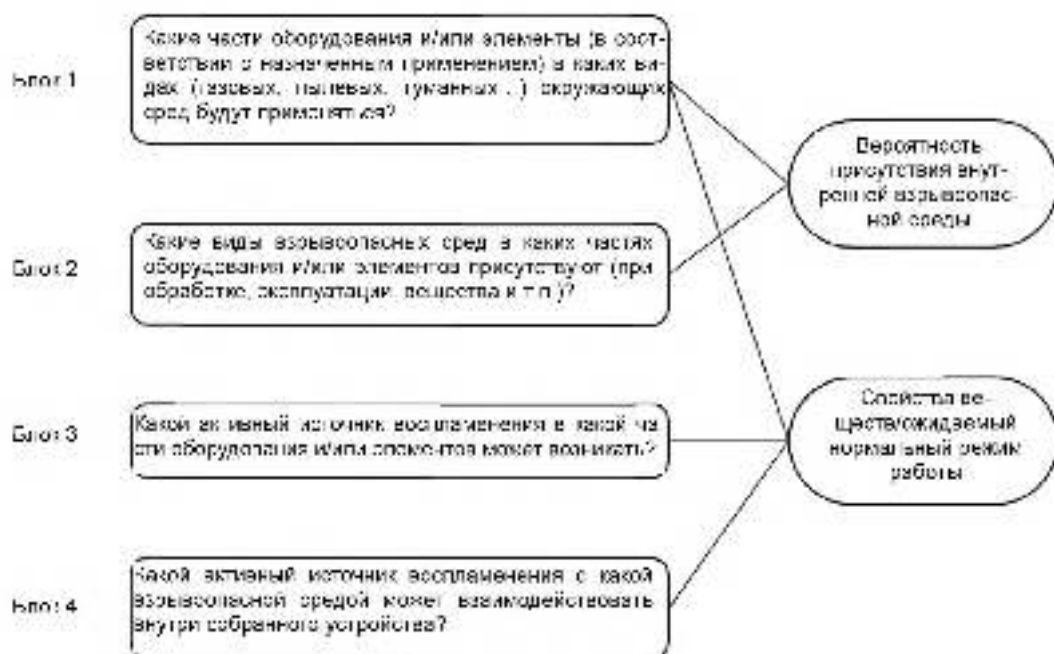 Блок 1
Какие части оборудования и/или элементы (в соот-
ветствии с назначенным применением) в каких ви-
дах (газовых, пылевых, туманных...) окружающих
сред будут применяться?
Вероятность
присутствия внут-
ренней взрывоопас-
ной среды
Блок 2
Какие виды взрывоопасных сред в каких частях
оборудования и/или элементов присутствуют (при
обработке, эксплуатации, вещества и т.п.)?
Свойства ве-
ществ/ожидаемый
нормальный режим
работы
Блок 3
Какой активный источник воспламенения в какой ча
сти оборудования и/или элементов может возникать?
Блок 4
Какой активный источник воспламенения с какой
взрывоопасной средой может взаимодействовать
внутри собранного устройства?